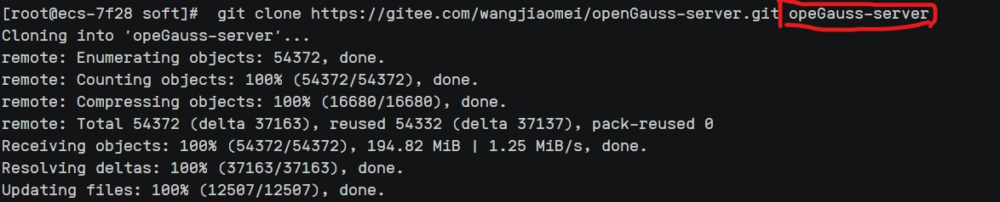 [root@ecs-7f28 soft]#  git clone https://gitee.com/wangjiaomei/openGauss-server.git opeGauss-server
Cloning into 'opeGauss-server'...
remote: Enumerating objects: 54372, done.
remote: Counting objects: 100% (54372/54372), done.
remote: Compressing objects: 100% (16680/16680), done.
remote: Total 54372 (delta 37163), reused 54332 (delta 37137), pack-reused 0
Receiving objects: 100% (54372/54372), 194.82 MiB | 1.25 MiB/s, done.
Resolving deltas: 100% (37163/37163), done.
Updating files: 100% (12507/12507), done.